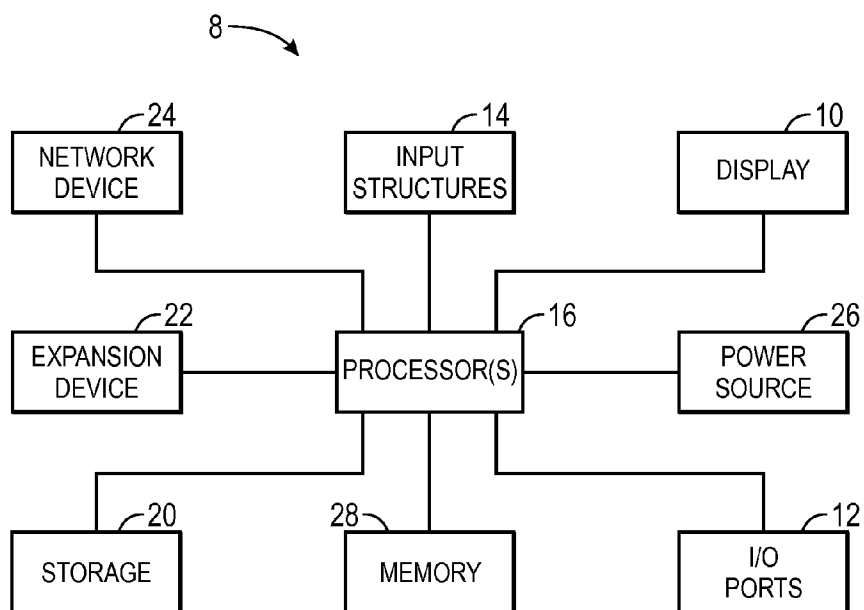 8
24
14
10
NETWORK
DEVICE
INPUT
STRUCTURES
DISPLAY
22
16
26
EXPANSION
DEVICE
PROCESSOR(S)
POWER
SOURCE
20
28
12
STORAGE
MEMORY
I/O
PORTS